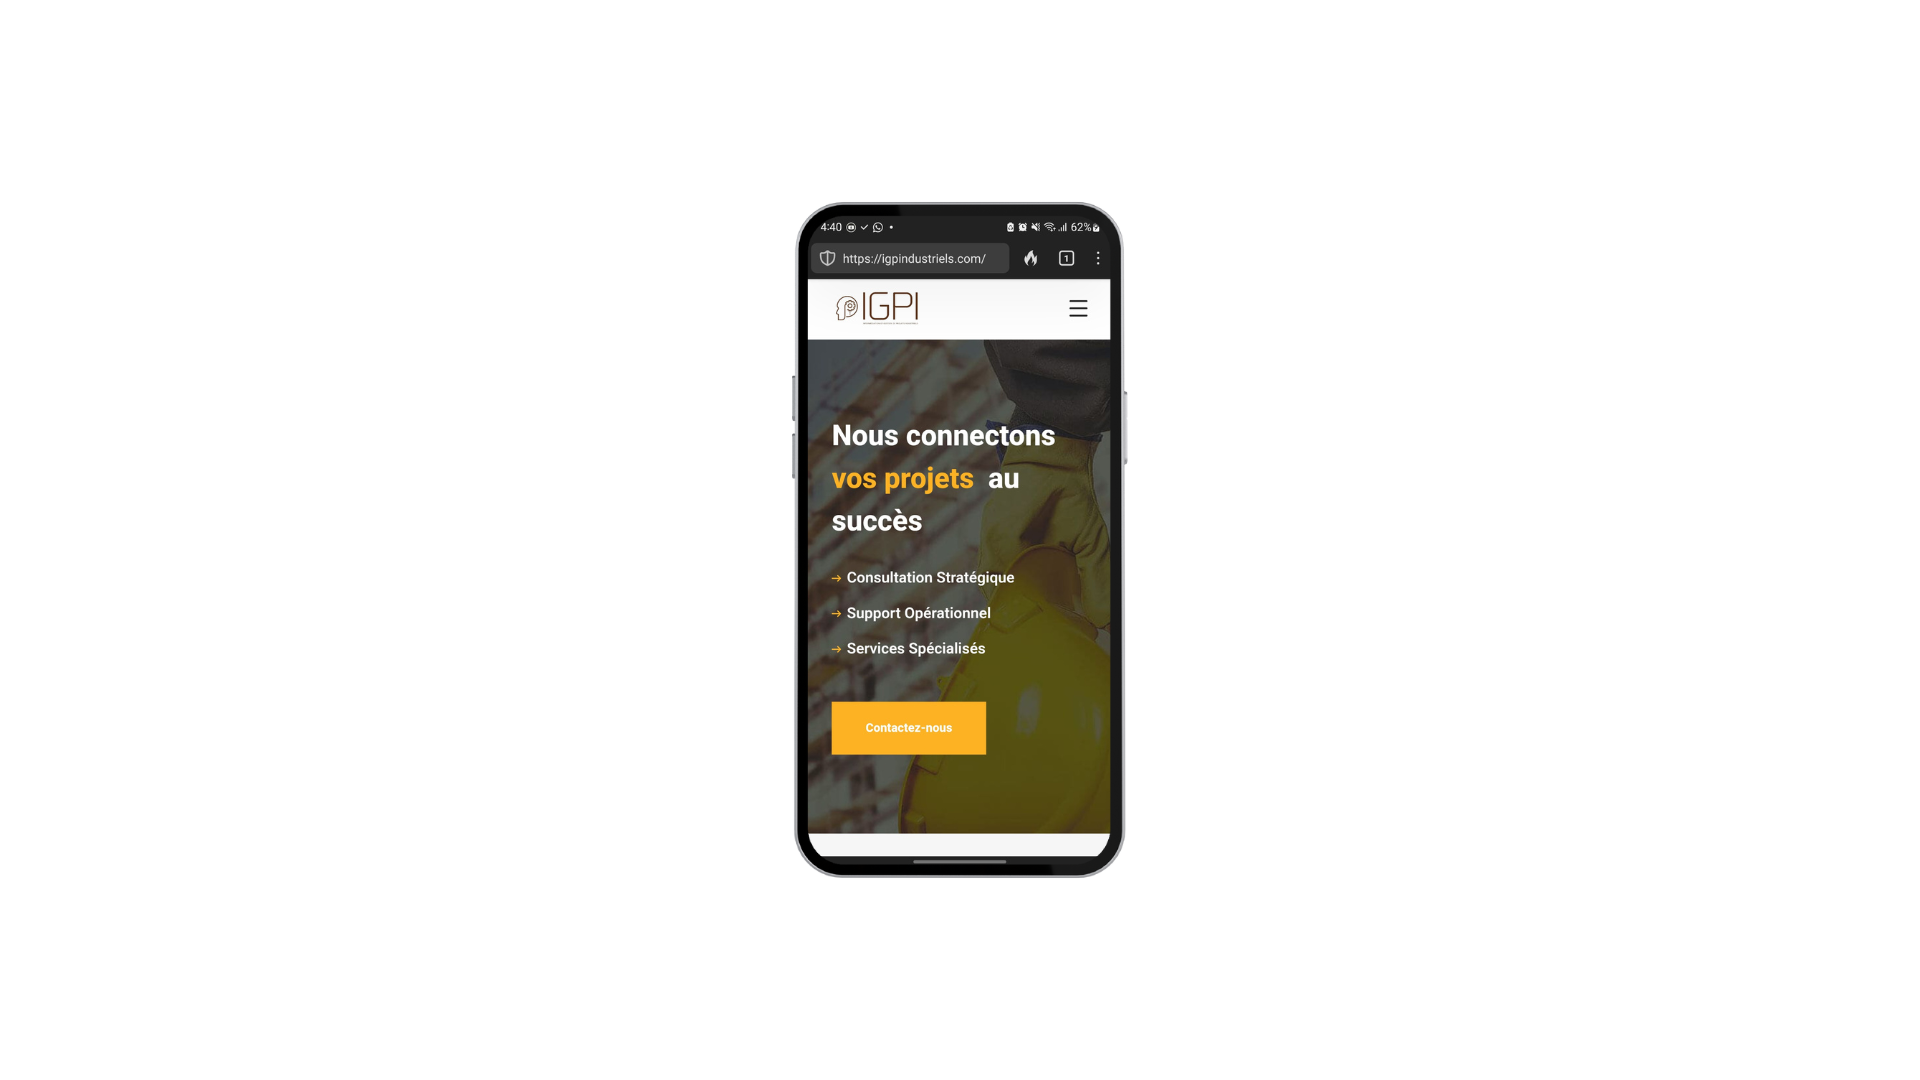 4:40
62%
https://igpindustriels.com/
1
IGPI
Nous connectons
vos projets au
succès
→ Consultation Stratégique
→ Support Opérationnel
→ Services Spécialisés
Contactez-nous